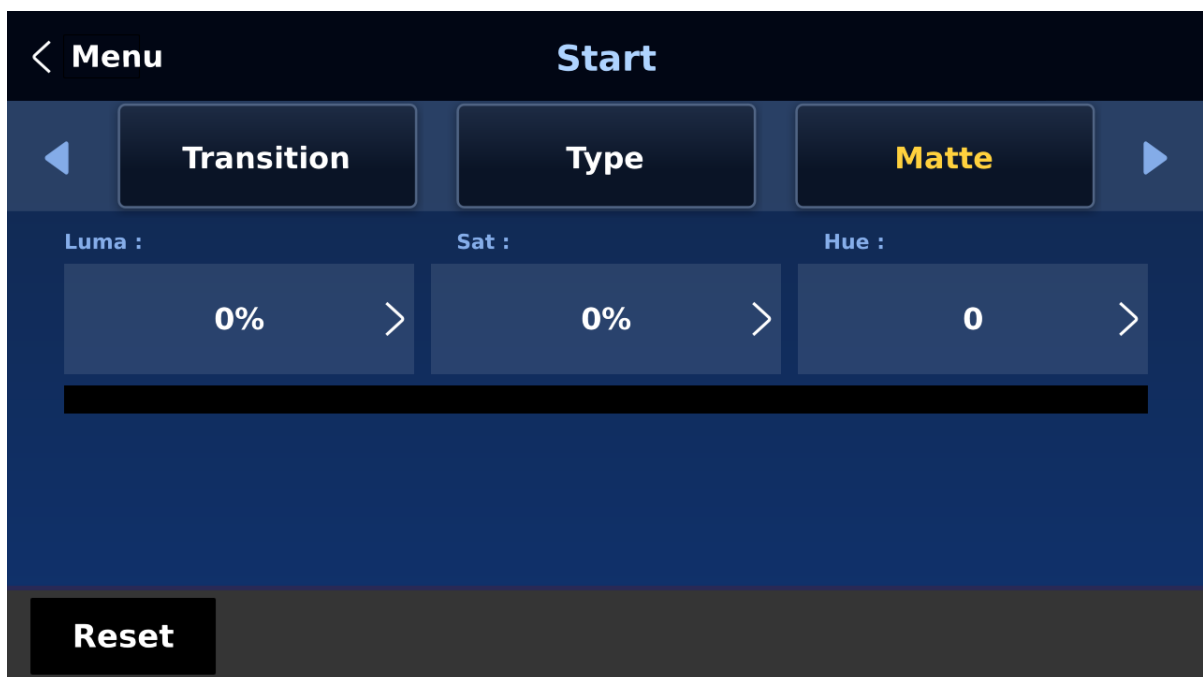 Menu Start
Transition Type Matte
Luma : Sat : Hue :
0% 0% 0
Reset